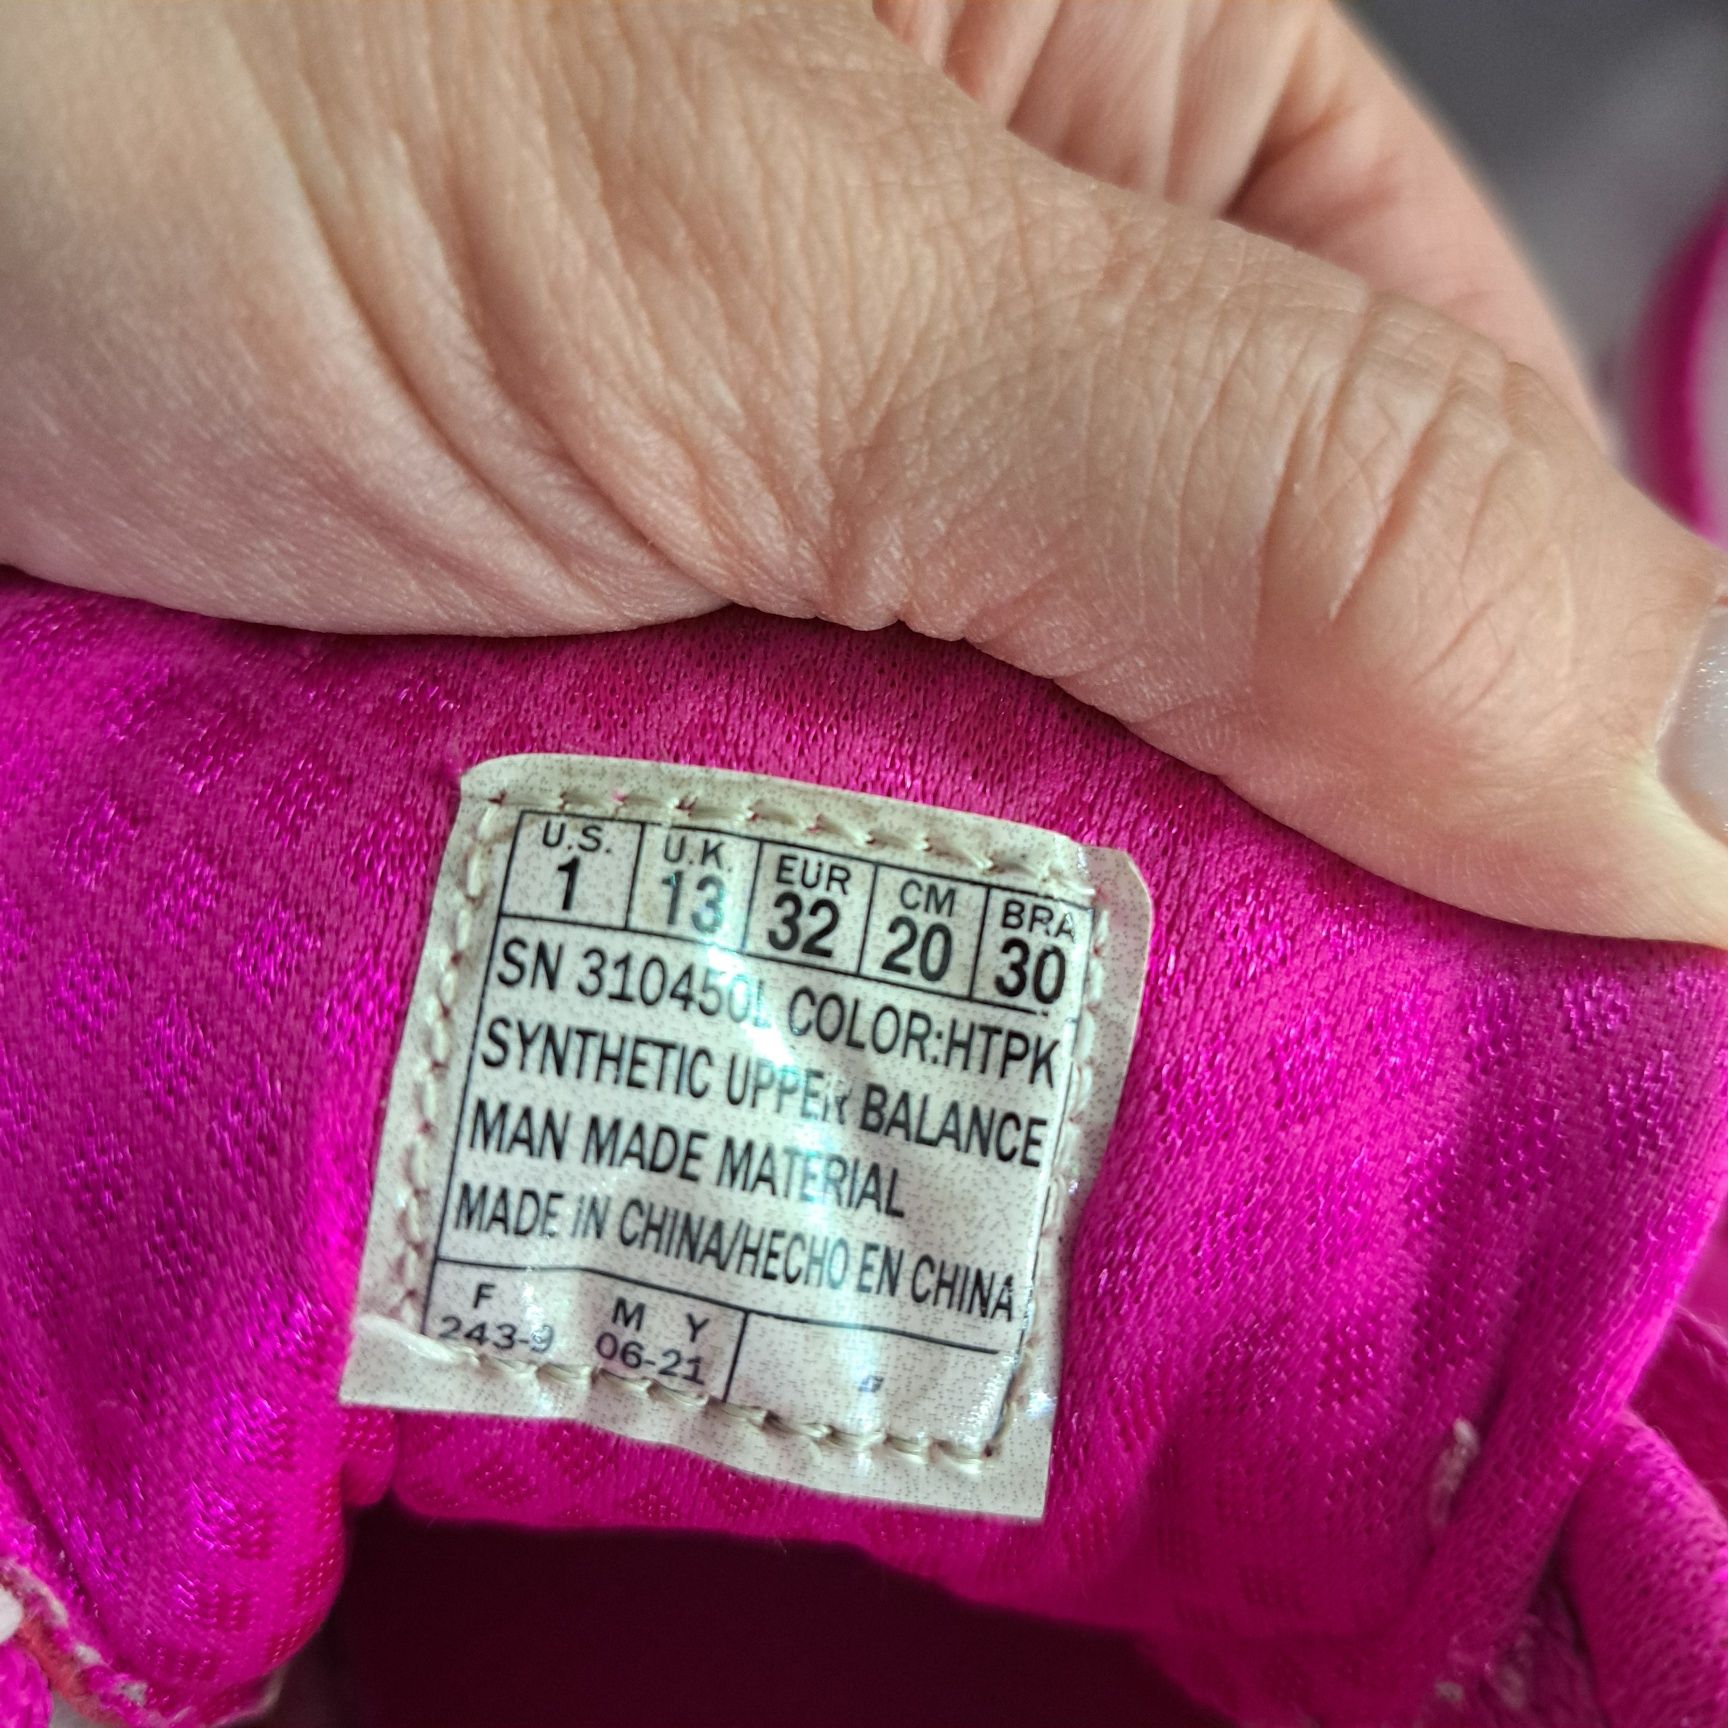 U.S. U.K. EUR CM BRA
1 13 32 20 30
SN 310450L COLOR:HTPK
SYNTHETIC UPPER BALANCE
MAN MADE MATERIAL
MADE IN CHINA/HECHO EN CHINA
F M Y
243-9 06-21